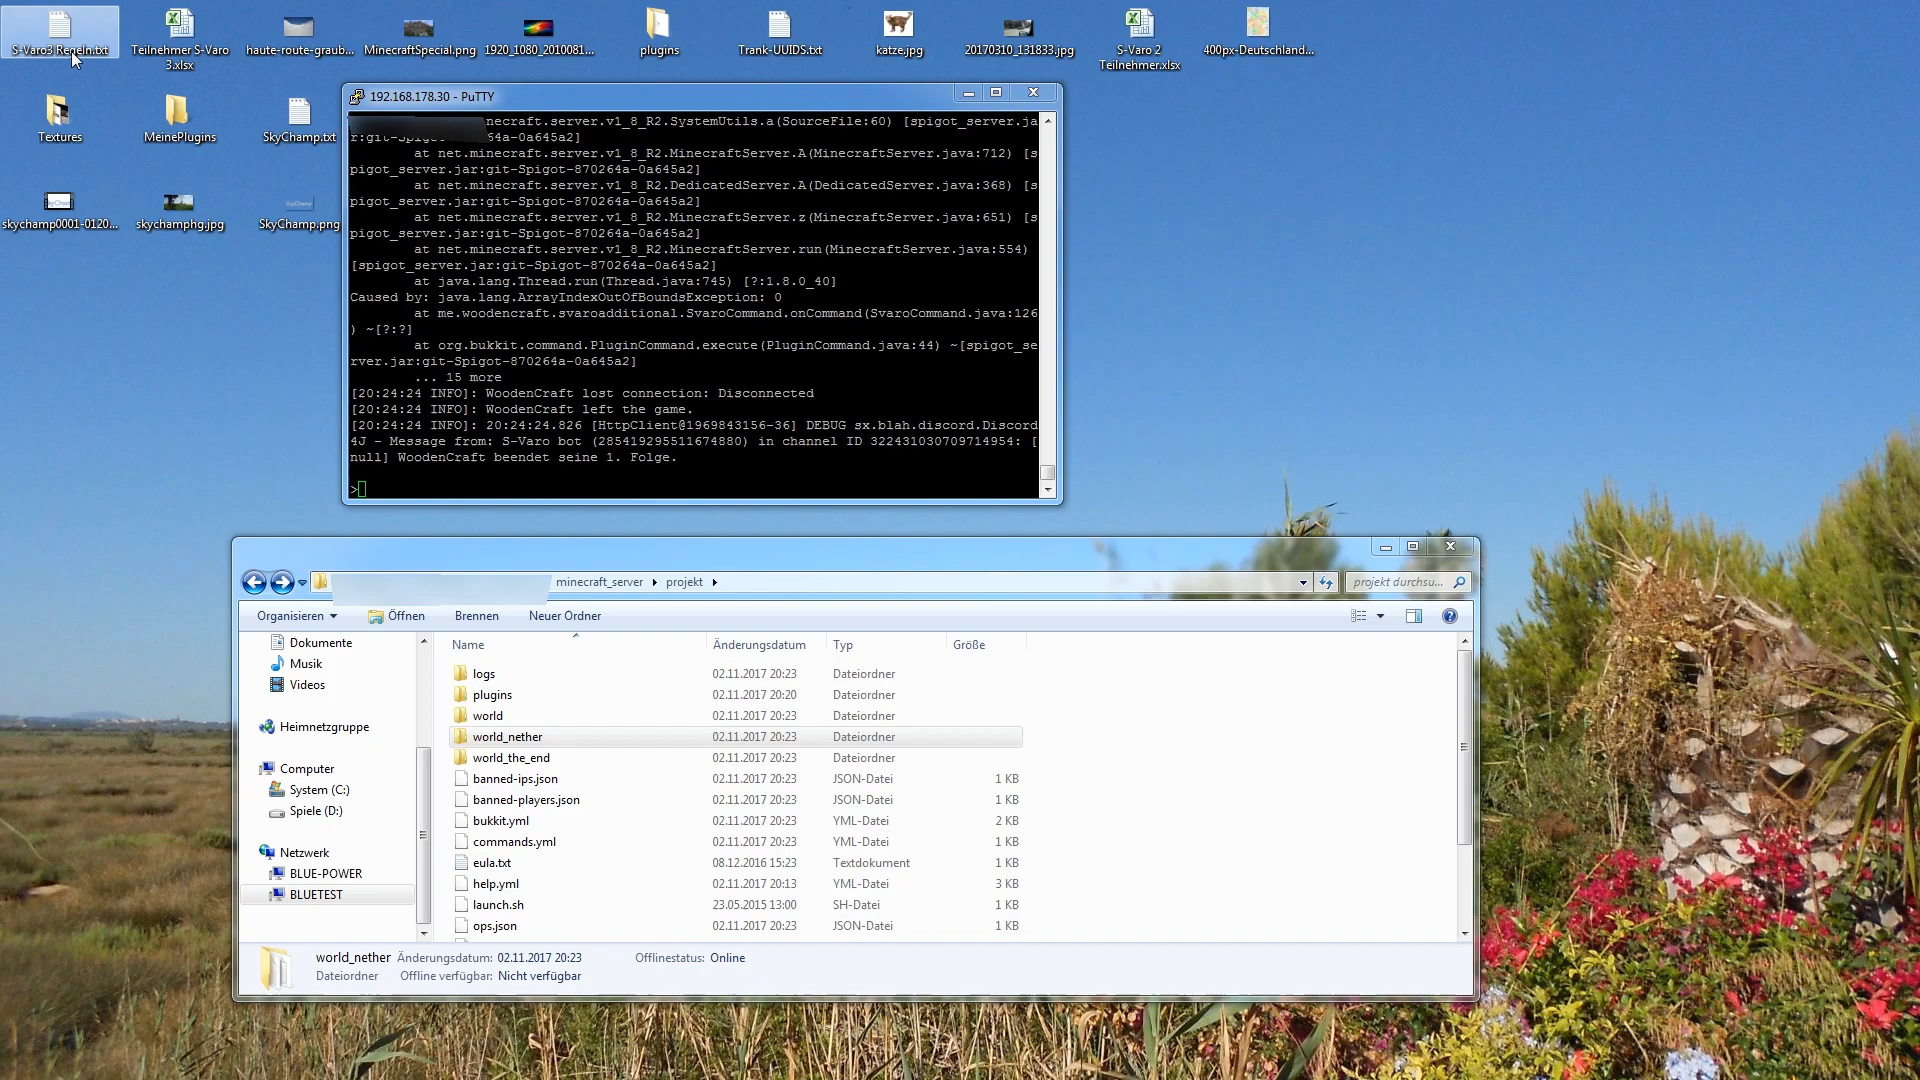 S-Varo3 Regeln.txt
Teilnehmer S-Varo 3.xlsx
haute-route-graub...
MinecraftSpecial.png
1920_1080_2010081...
plugins
Trank-UUIDS.txt
katze.jpg
20170310_131833.jpg
S-Varo 2 Teilnehmer.xlsx
400px-Deutschland...
Textures
MeinePlugins
SkyChamp.txt
skychamp0001-0120...
skychamphg.jpg
SkyChamp.png
192.168.178.30 - PuTTY
necraft.server.v1_8_R2.SystemUtils.a(SourceFile:60) [spigot_server.ja
r:git-Spigot-870264a-0a645a2]
at net.minecraft.server.v1_8_R2.MinecraftServer.A(MinecraftServer.java:712) [s
pigot_server.jar:git-Spigot-870264a-0a645a2]
at net.minecraft.server.v1_8_R2.DedicatedServer.A(DedicatedServer.java:368) [s
pigot_server.jar:git-Spigot-870264a-0a645a2]
at net.minecraft.server.v1_8_R2.MinecraftServer.z(MinecraftServer.java:651) [s
pigot_server.jar:git-Spigot-870264a-0a645a2]
at net.minecraft.server.v1_8_R2.MinecraftServer.run(MinecraftServer.java:554)
[spigot_server.jar:git-Spigot-870264a-0a645a2]
at java.lang.Thread.run(Thread.java:745) [?:1.8.0_40]
Caused by: java.lang.ArrayIndexOutOfBoundsException: 0
at me.woodencraft.svaroadditional.SvaroCommand.onCommand(SvaroCommand.java:126
) ~[?:?]
at org.bukkit.command.PluginCommand.execute(PluginCommand.java:44) ~[spigot_se
rver.jar:git-Spigot-870264a-0a645a2]
... 15 more
[20:24:24 INFO]: WoodenCraft lost connection: Disconnected
[20:24:24 INFO]: WoodenCraft left the game.
[20:24:24 INFO]: 20:24:24.826 [HttpClient@1969843156-36] DEBUG sx.blah.discord.Discord
4J - Message from: S-Varo bot (285419295511674880) in channel ID 322431030709714954: [
null] WoodenCraft beendet seine 1. Folge.
>
minecraft_server ▸ projekt ▸
projekt durchsu...
Organisieren
Öffnen
Brennen
Neuer Ordner
Dokumente
Musik
Videos
Heimnetzgruppe
Computer
System (C:)
Spiele (D:)
Netzwerk
BLUE-POWER
BLUETEST
Name Änderungsdatum Typ Größe
logs 02.11.2017 20:23 Dateiordner
plugins 02.11.2017 20:20 Dateiordner
world 02.11.2017 20:23 Dateiordner
world_nether 02.11.2017 20:23 Dateiordner
world_the_end 02.11.2017 20:23 Dateiordner
banned-ips.json 02.11.2017 20:23 JSON-Datei 1 KB
banned-players.json 02.11.2017 20:23 JSON-Datei 1 KB
bukkit.yml 02.11.2017 20:23 YML-Datei 2 KB
commands.yml 02.11.2017 20:23 YML-Datei 1 KB
eula.txt 08.12.2016 15:23 Textdokument 1 KB
help.yml 02.11.2017 20:13 YML-Datei 3 KB
launch.sh 23.05.2015 13:00 SH-Datei 1 KB
ops.json 02.11.2017 20:23 JSON-Datei 1 KB
world_nether Änderungsdatum: 02.11.2017 20:23 Offlinestatus: Online
Dateiordner Offline verfügbar: Nicht verfügbar